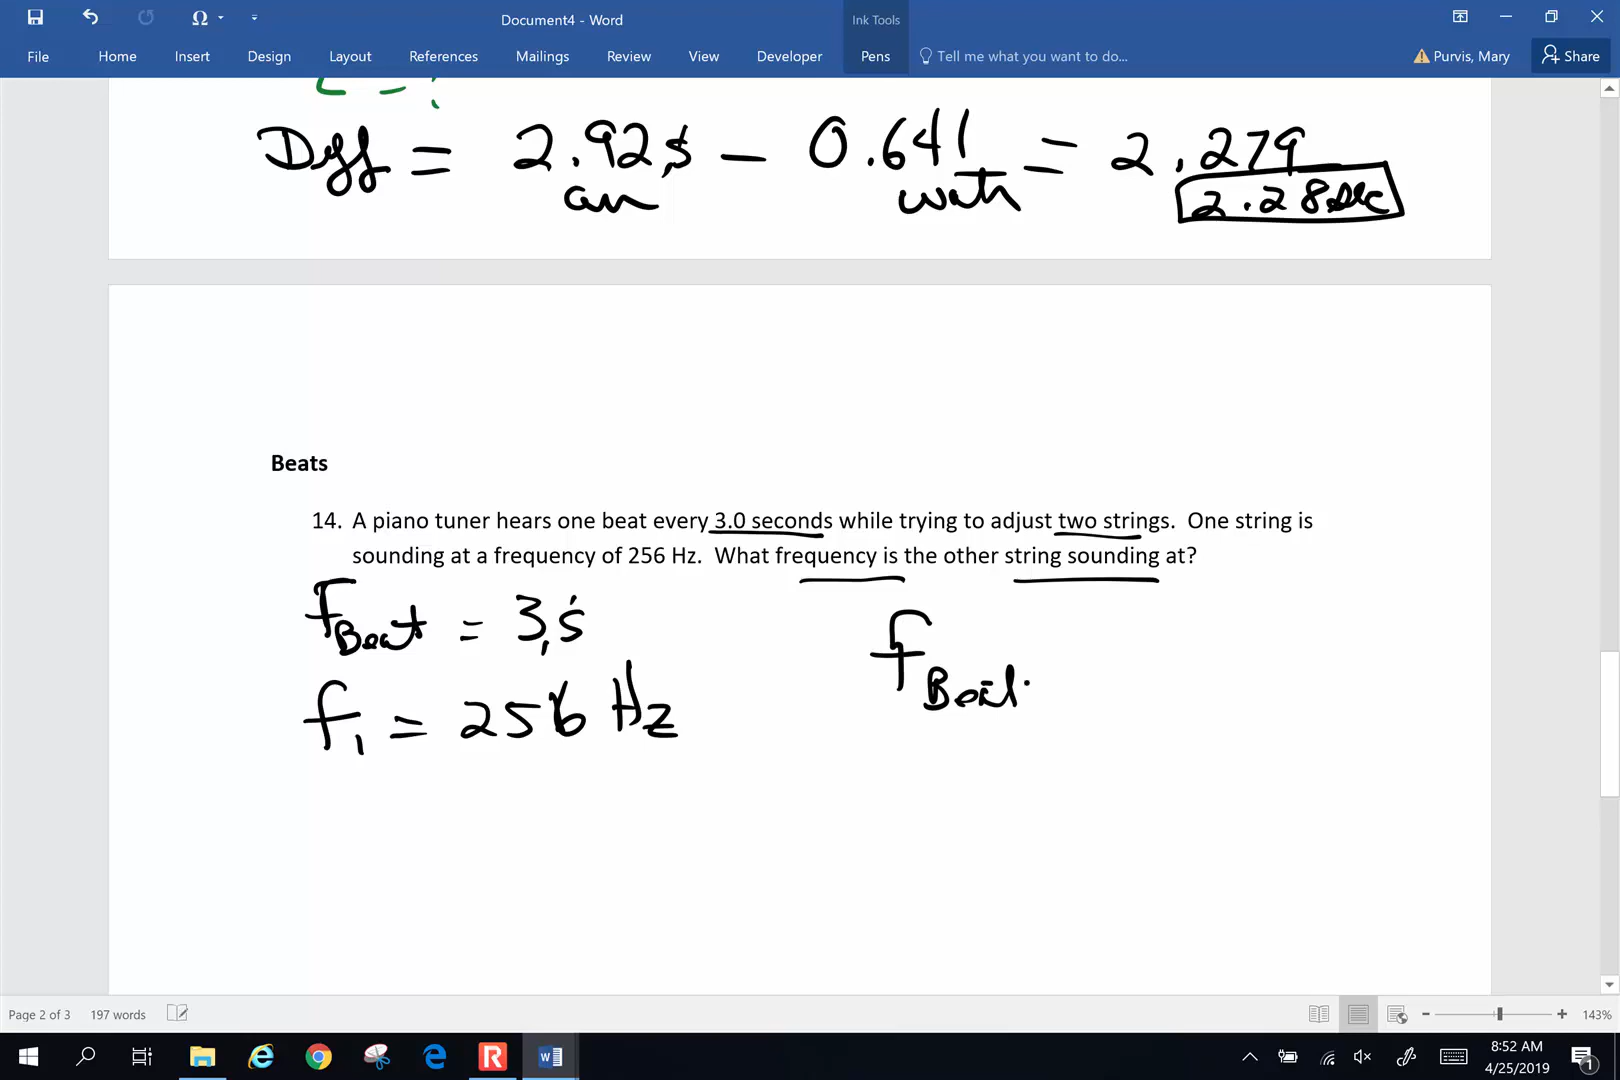 Document4 - Word
Ink Tools
File Home Insert Design Layout References Mailings Review View Developer Pens Tell me what you want to do... Purvis, Mary Share
L = ?
Diff = 2.92 s - 0.641 = 2.279
air wat 2.28 sec
Beats
14. A piano tuner hears one beat every 3.0 seconds while trying to adjust two strings. One string is
sounding at a frequency of 256 Hz. What frequency is the other string sounding at?
fBeat = 3, s
f1 = 256 Hz
fBeat
Page 2 of 3 197 words 143%
8:52 AM
4/25/2019
1